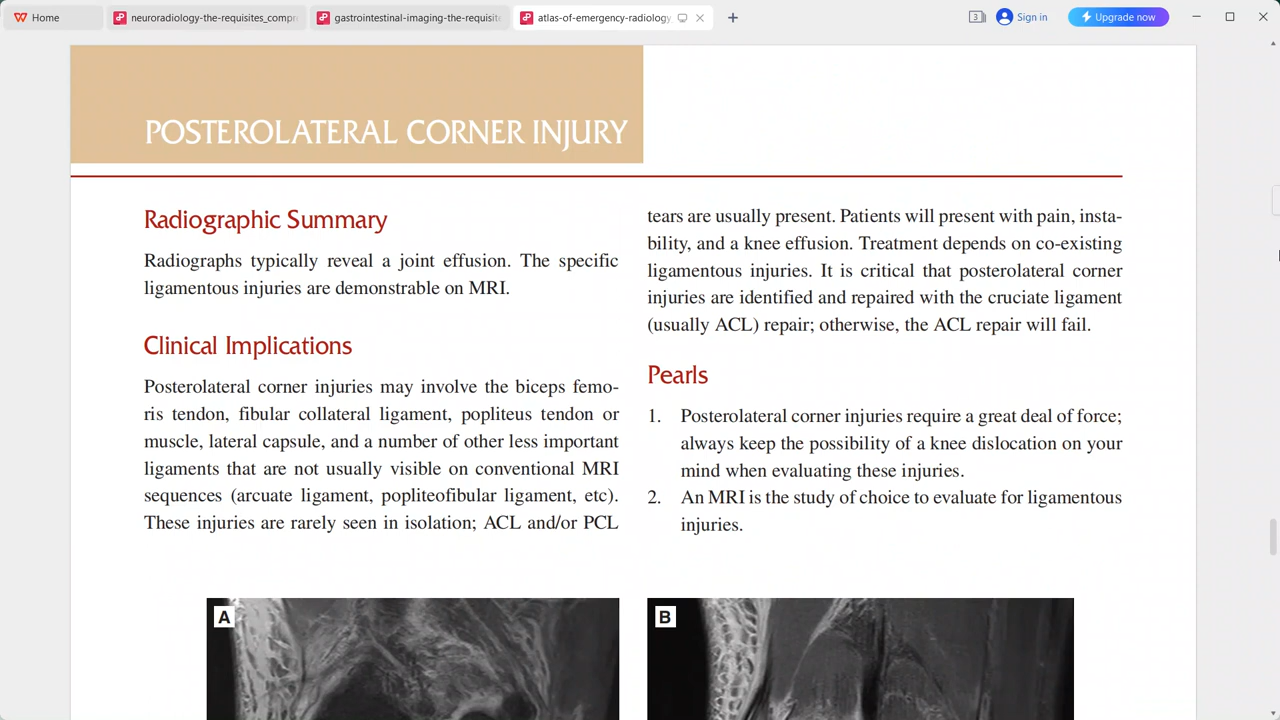 Home
neuroradiology-the-requisites_compr
gastrointestinal-imaging-the-requisite
atlas-of-emergency-radiology
3
Sign in
Upgrade now
POSTEROLATERAL CORNER INJURY
Radiographic Summary
Radiographs typically reveal a joint effusion. The specific
ligamentous injuries are demonstrable on MRI.
Clinical Implications
Posterolateral corner injuries may involve the biceps femo-
ris tendon, fibular collateral ligament, popliteus tendon or
muscle, lateral capsule, and a number of other less important
ligaments that are not usually visible on conventional MRI
sequences (arcuate ligament, popliteofibular ligament, etc).
These injuries are rarely seen in isolation; ACL and/or PCL
tears are usually present. Patients will present with pain, insta-
bility, and a knee effusion. Treatment depends on co-existing
ligamentous injuries. It is critical that posterolateral corner
injuries are identified and repaired with the cruciate ligament
(usually ACL) repair; otherwise, the ACL repair will fail.
Pearls
1. Posterolateral corner injuries require a great deal of force;
always keep the possibility of a knee dislocation on your
mind when evaluating these injuries.
2. An MRI is the study of choice to evaluate for ligamentous
injuries.
A
B